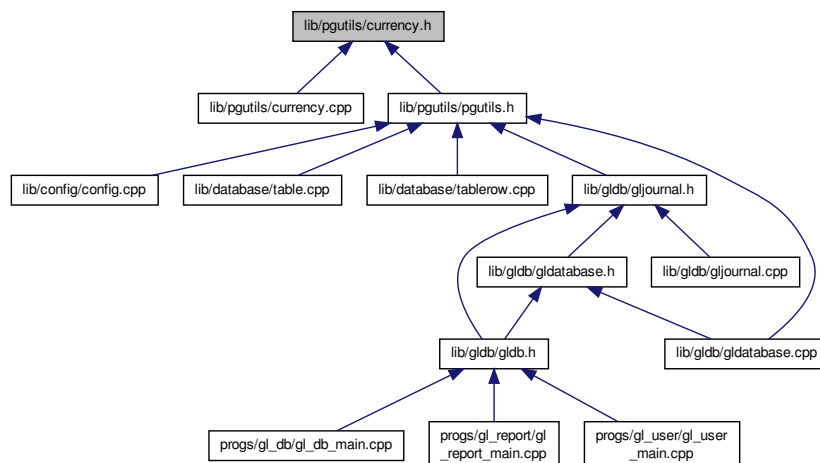 lib/pgutils/currency.h
lib/pgutils/currency.cpp
lib/pgutils/pgutils.h
lib/config/config.cpp
lib/database/table.cpp
lib/database/tablerow.cpp
lib/gldb/gljournal.h
lib/gldb/gldatabase.h
lib/gldb/gljournal.cpp
lib/gldb/gldb.h
lib/gldb/gldatabase.cpp
progs/gl_db/gl_db_main.cpp
progs/gl_report/gl
_report_main.cpp
progs/gl_user/gl_user
_main.cpp